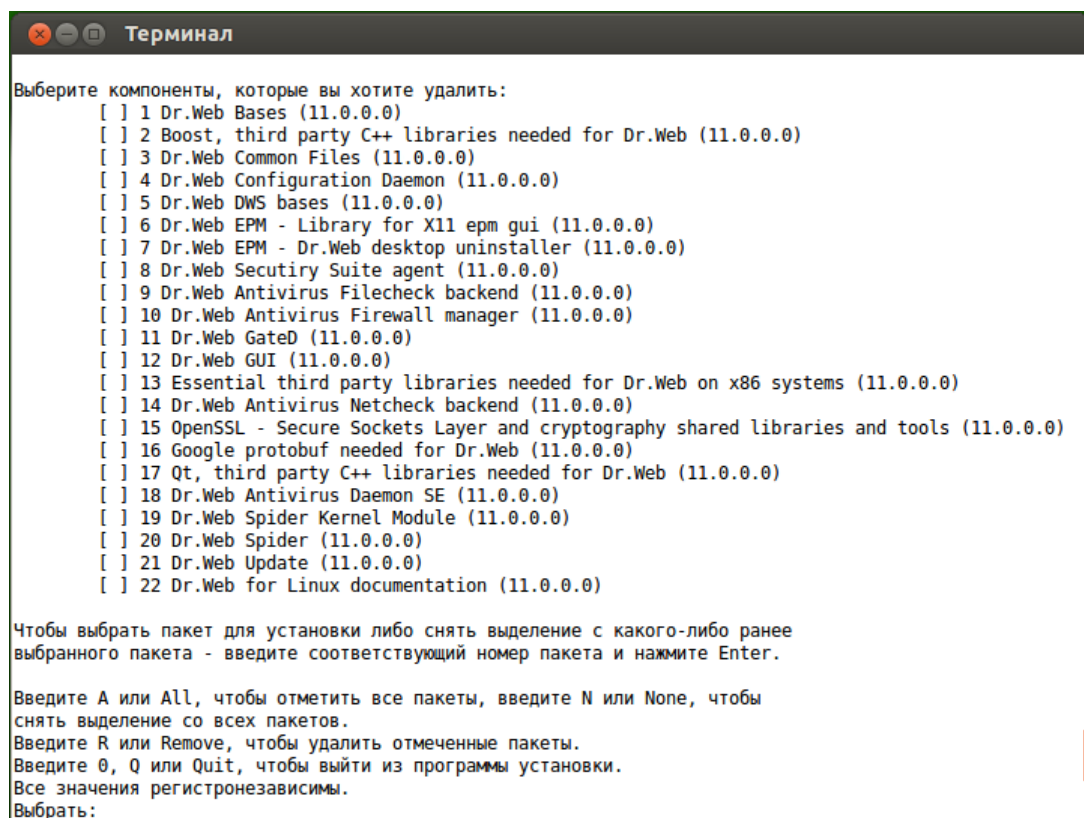 Терминал
Выберите компоненты, которые вы хотите удалить:
[ ] 1 Dr.Web Bases (11.0.0.0)
[ ] 2 Boost, third party C++ libraries needed for Dr.Web (11.0.0.0)
[ ] 3 Dr.Web Common Files (11.0.0.0)
[ ] 4 Dr.Web Configuration Daemon (11.0.0.0)
[ ] 5 Dr.Web DWS bases (11.0.0.0)
[ ] 6 Dr.Web EPM - Library for X11 epm gui (11.0.0.0)
[ ] 7 Dr.Web EPM - Dr.Web desktop uninstaller (11.0.0.0)
[ ] 8 Dr.Web Secutiry Suite agent (11.0.0.0)
[ ] 9 Dr.Web Antivirus Filecheck backend (11.0.0.0)
[ ] 10 Dr.Web Antivirus Firewall manager (11.0.0.0)
[ ] 11 Dr.Web GateD (11.0.0.0)
[ ] 12 Dr.Web GUI (11.0.0.0)
[ ] 13 Essential third party libraries needed for Dr.Web on x86 systems (11.0.0.0)
[ ] 14 Dr.Web Antivirus Netcheck backend (11.0.0.0)
[ ] 15 OpenSSL - Secure Sockets Layer and cryptography shared libraries and tools (11.0.0.0)
[ ] 16 Google protobuf needed for Dr.Web (11.0.0.0)
[ ] 17 Qt, third party C++ libraries needed for Dr.Web (11.0.0.0)
[ ] 18 Dr.Web Antivirus Daemon SE (11.0.0.0)
[ ] 19 Dr.Web Spider Kernel Module (11.0.0.0)
[ ] 20 Dr.Web Spider (11.0.0.0)
[ ] 21 Dr.Web Update (11.0.0.0)
[ ] 22 Dr.Web for Linux documentation (11.0.0.0)
Чтобы выбрать пакет для установки либо снять выделение с какого-либо ранее
выбранного пакета - введите соответствующий номер пакета и нажмите Enter.
Введите A или All, чтобы отметить все пакеты, введите N или None, чтобы
снять выделение со всех пакетов.
Введите R или Remove, чтобы удалить отмеченные пакеты.
Введите 0, Q или Quit, чтобы выйти из программы установки.
Все значения регистронезависимы.
Выбрать: